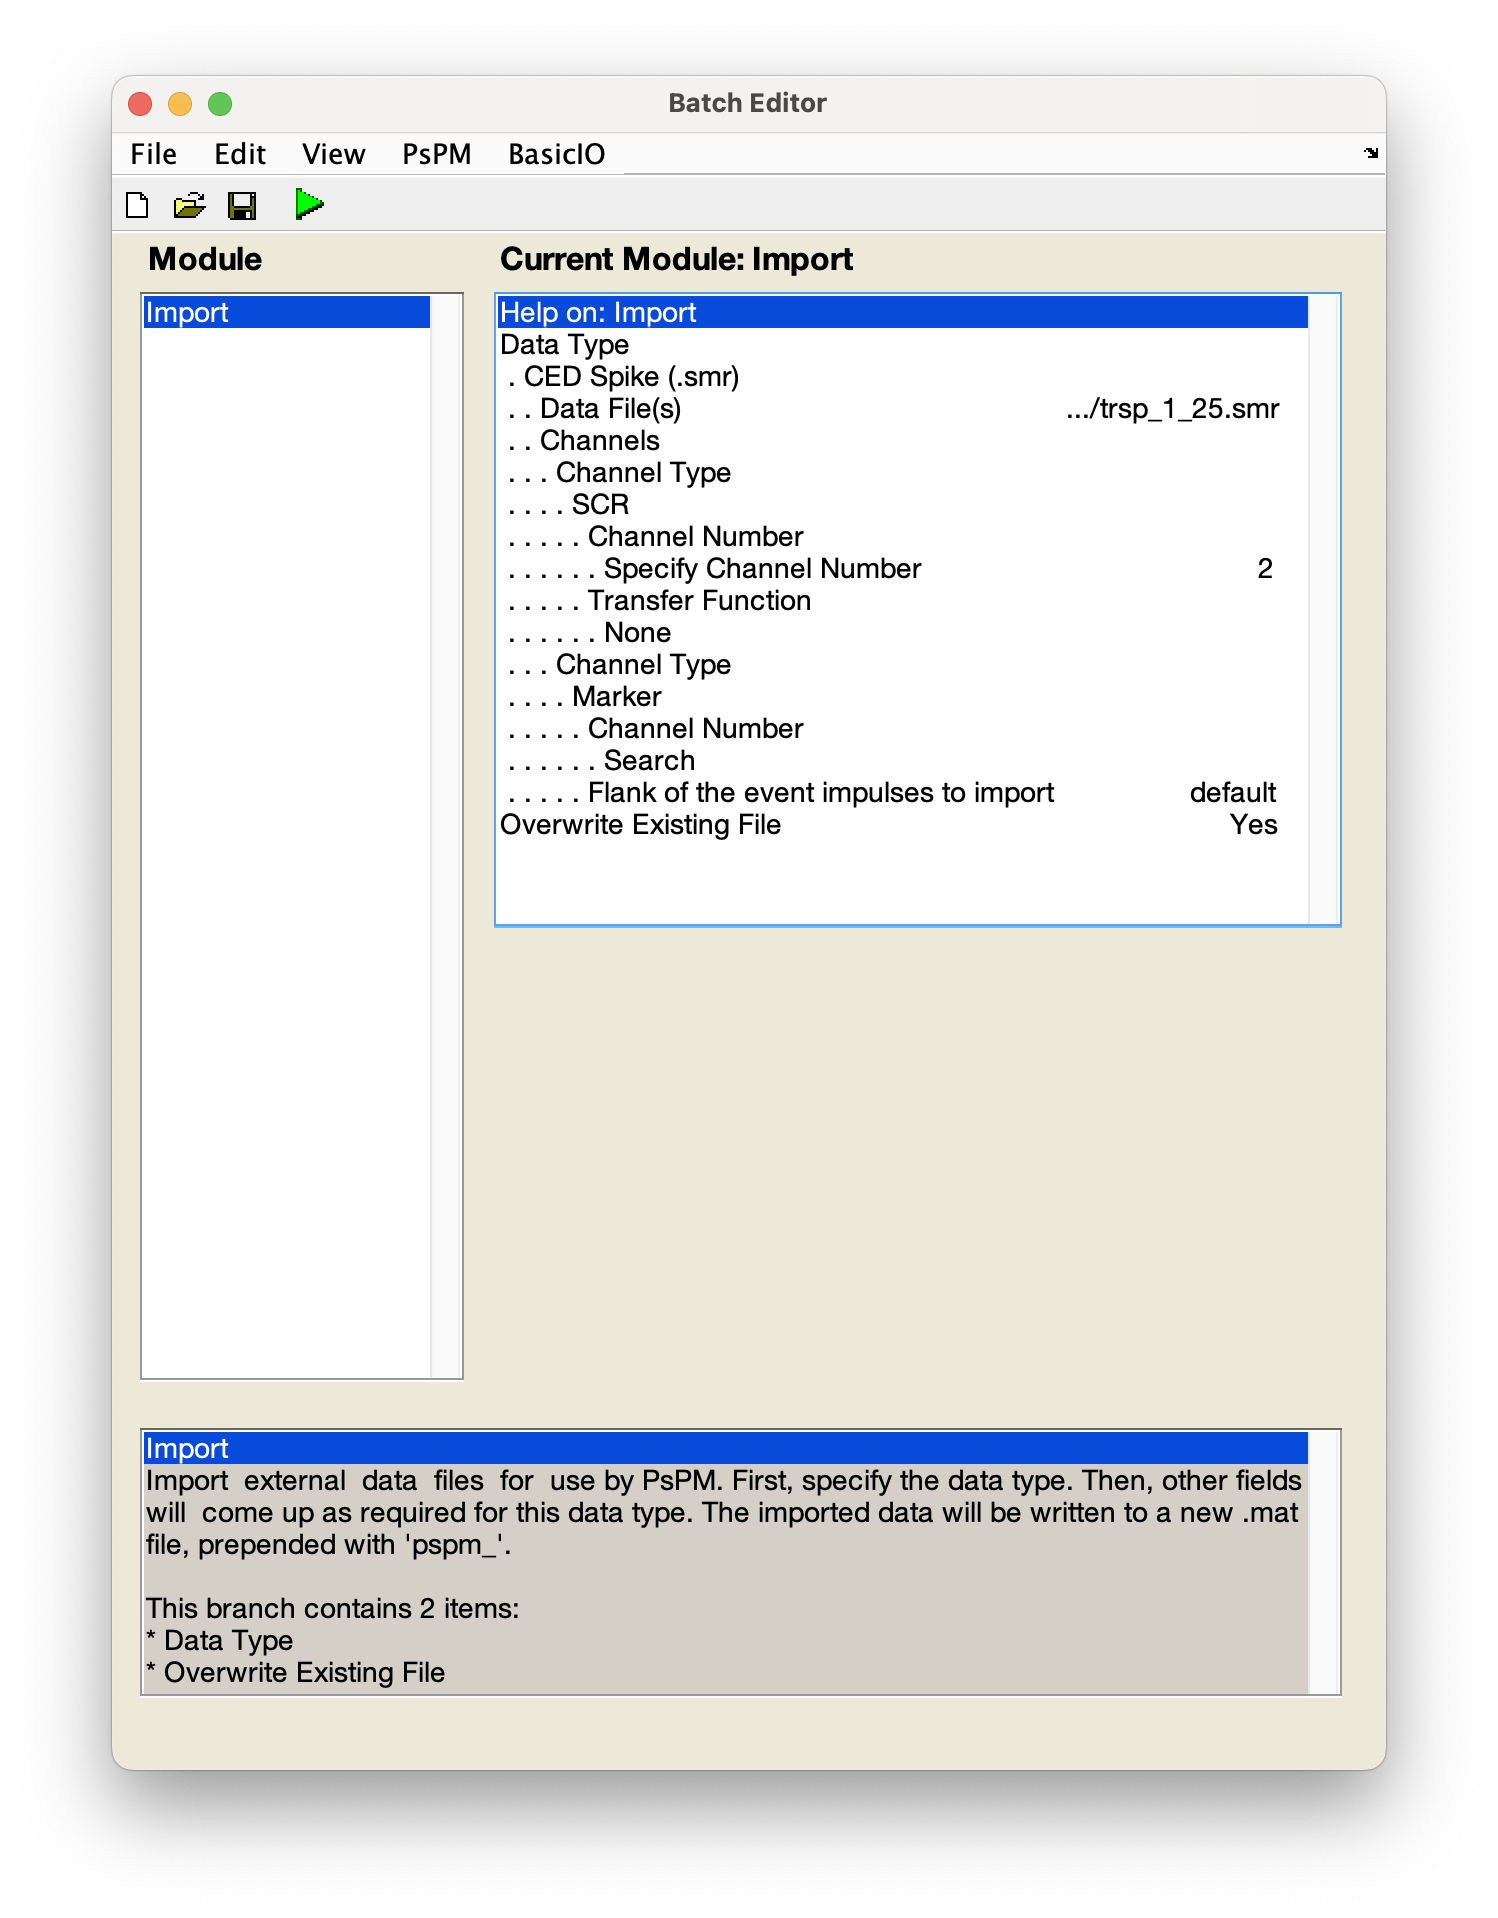 Batch Editor
File Edit View PsPM BasicIO
Module
Current Module: Import
Import
Help on: Import
Data Type
. CED Spike (.smr)
. . Data File(s) .../trsp_1_25.smr
. . Channels
. . . Channel Type
. . . . SCR
. . . . . Channel Number
. . . . . . Specify Channel Number 2
. . . . . Transfer Function
. . . . . . None
. . . Channel Type
. . . . Marker
. . . . . Channel Number
. . . . . . Search
. . . . . Flank of the event impulses to import default
Overwrite Existing File Yes
Import
Import external data files for use by PsPM. First, specify the data type. Then, other fields
will come up as required for this data type. The imported data will be written to a new .mat
file, prepended with 'pspm_'.
This branch contains 2 items:
* Data Type
* Overwrite Existing File